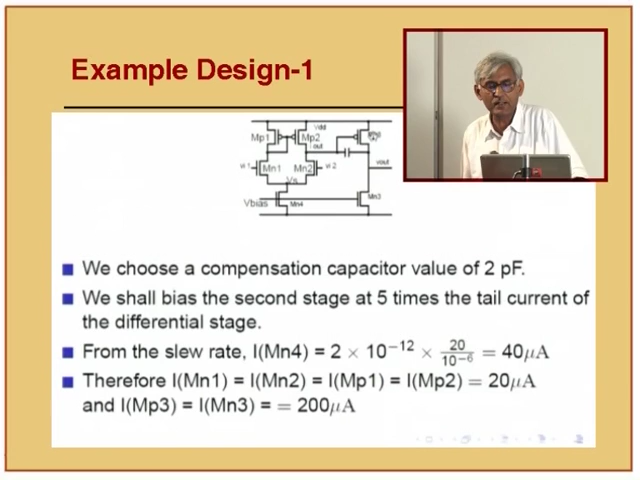 Example Design-1
Vdd
Mp1 Mp2
I out
vi 1 Mn1 Mn2 vi 2
vout
Vs
Vbias Mn4 Mn3
We choose a compensation capacitor value of 2 pF.
We shall bias the second stage at 5 times the tail current of
the differential stage.
From the slew rate, I(Mn4) = 2 × 10⁻¹² × 20/10⁻⁶ = 40μA
Therefore I(Mn1) = I(Mn2) = I(Mp1) = I(Mp2) = 20μA
and I(Mp3) = I(Mn3) = = 200μA